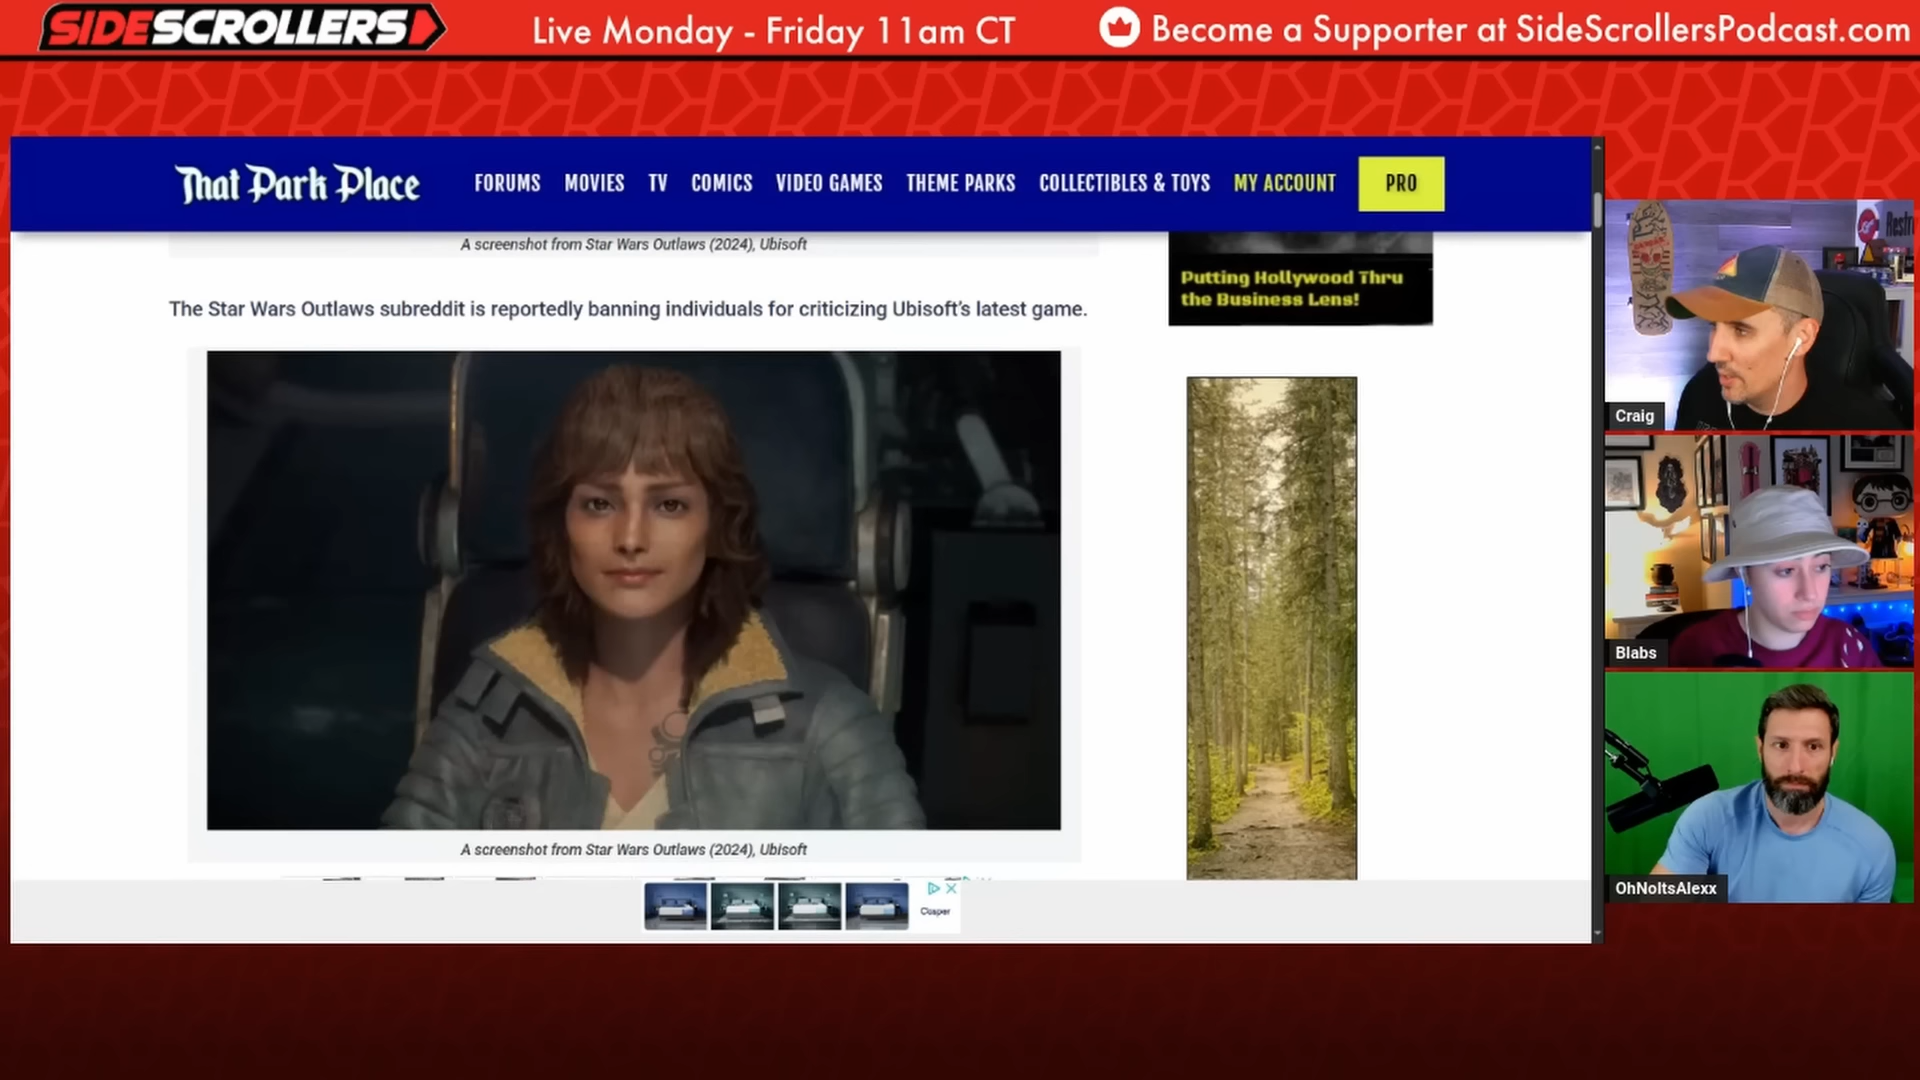 SIDESCROLLERS
Live Monday - Friday 11am CT
Become a Supporter at SideScrollersPodcast.com
That Park Place
FORUMS MOVIES TV COMICS VIDEO GAMES THEME PARKS COLLECTIBLES & TOYS MY ACCOUNT PRO
A screenshot from Star Wars Outlaws (2024), Ubisoft
Putting Hollywood Thru
the Business Lens!
The Star Wars Outlaws subreddit is reportedly banning individuals for criticizing Ubisoft's latest game.
A screenshot from Star Wars Outlaws (2024), Ubisoft
Casper
Craig
Blabs
OhNoItsAlexx